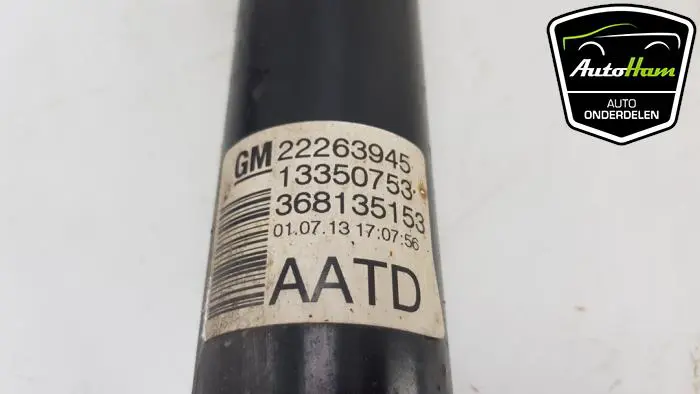 GM 22263945
13350753
368135153
01.07.13 17:07:56
AATD
AutoHam
AUTO
ONDERDELEN